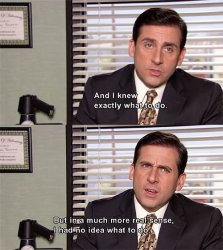 And I knew
exactly what to do.
But in a much more real sense,
I had no idea what to do.